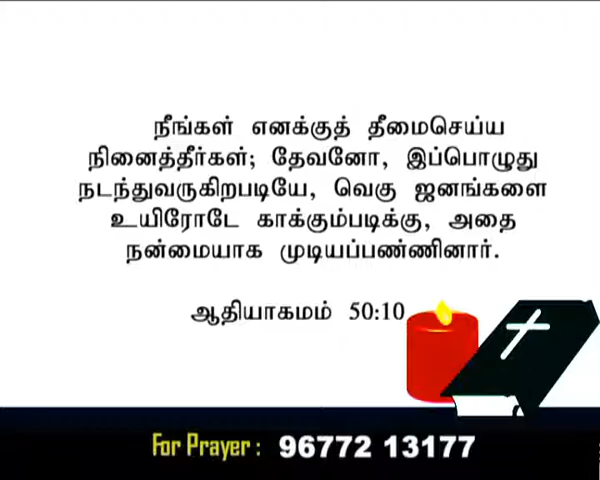 நீங்கள் எனக்குத் தீமைசெய்ய
நினைத்தீர்கள்; தேவனோ, இப்பொழுது
நடந்துவருகிறபடியே, வெகு ஜனங்களை
உயிரோடே காக்கும்படிக்கு, அதை
நன்மையாக முடியப்பண்ணினார்.
ஆதியாகமம் 50:10
For Prayer : 96772 13177